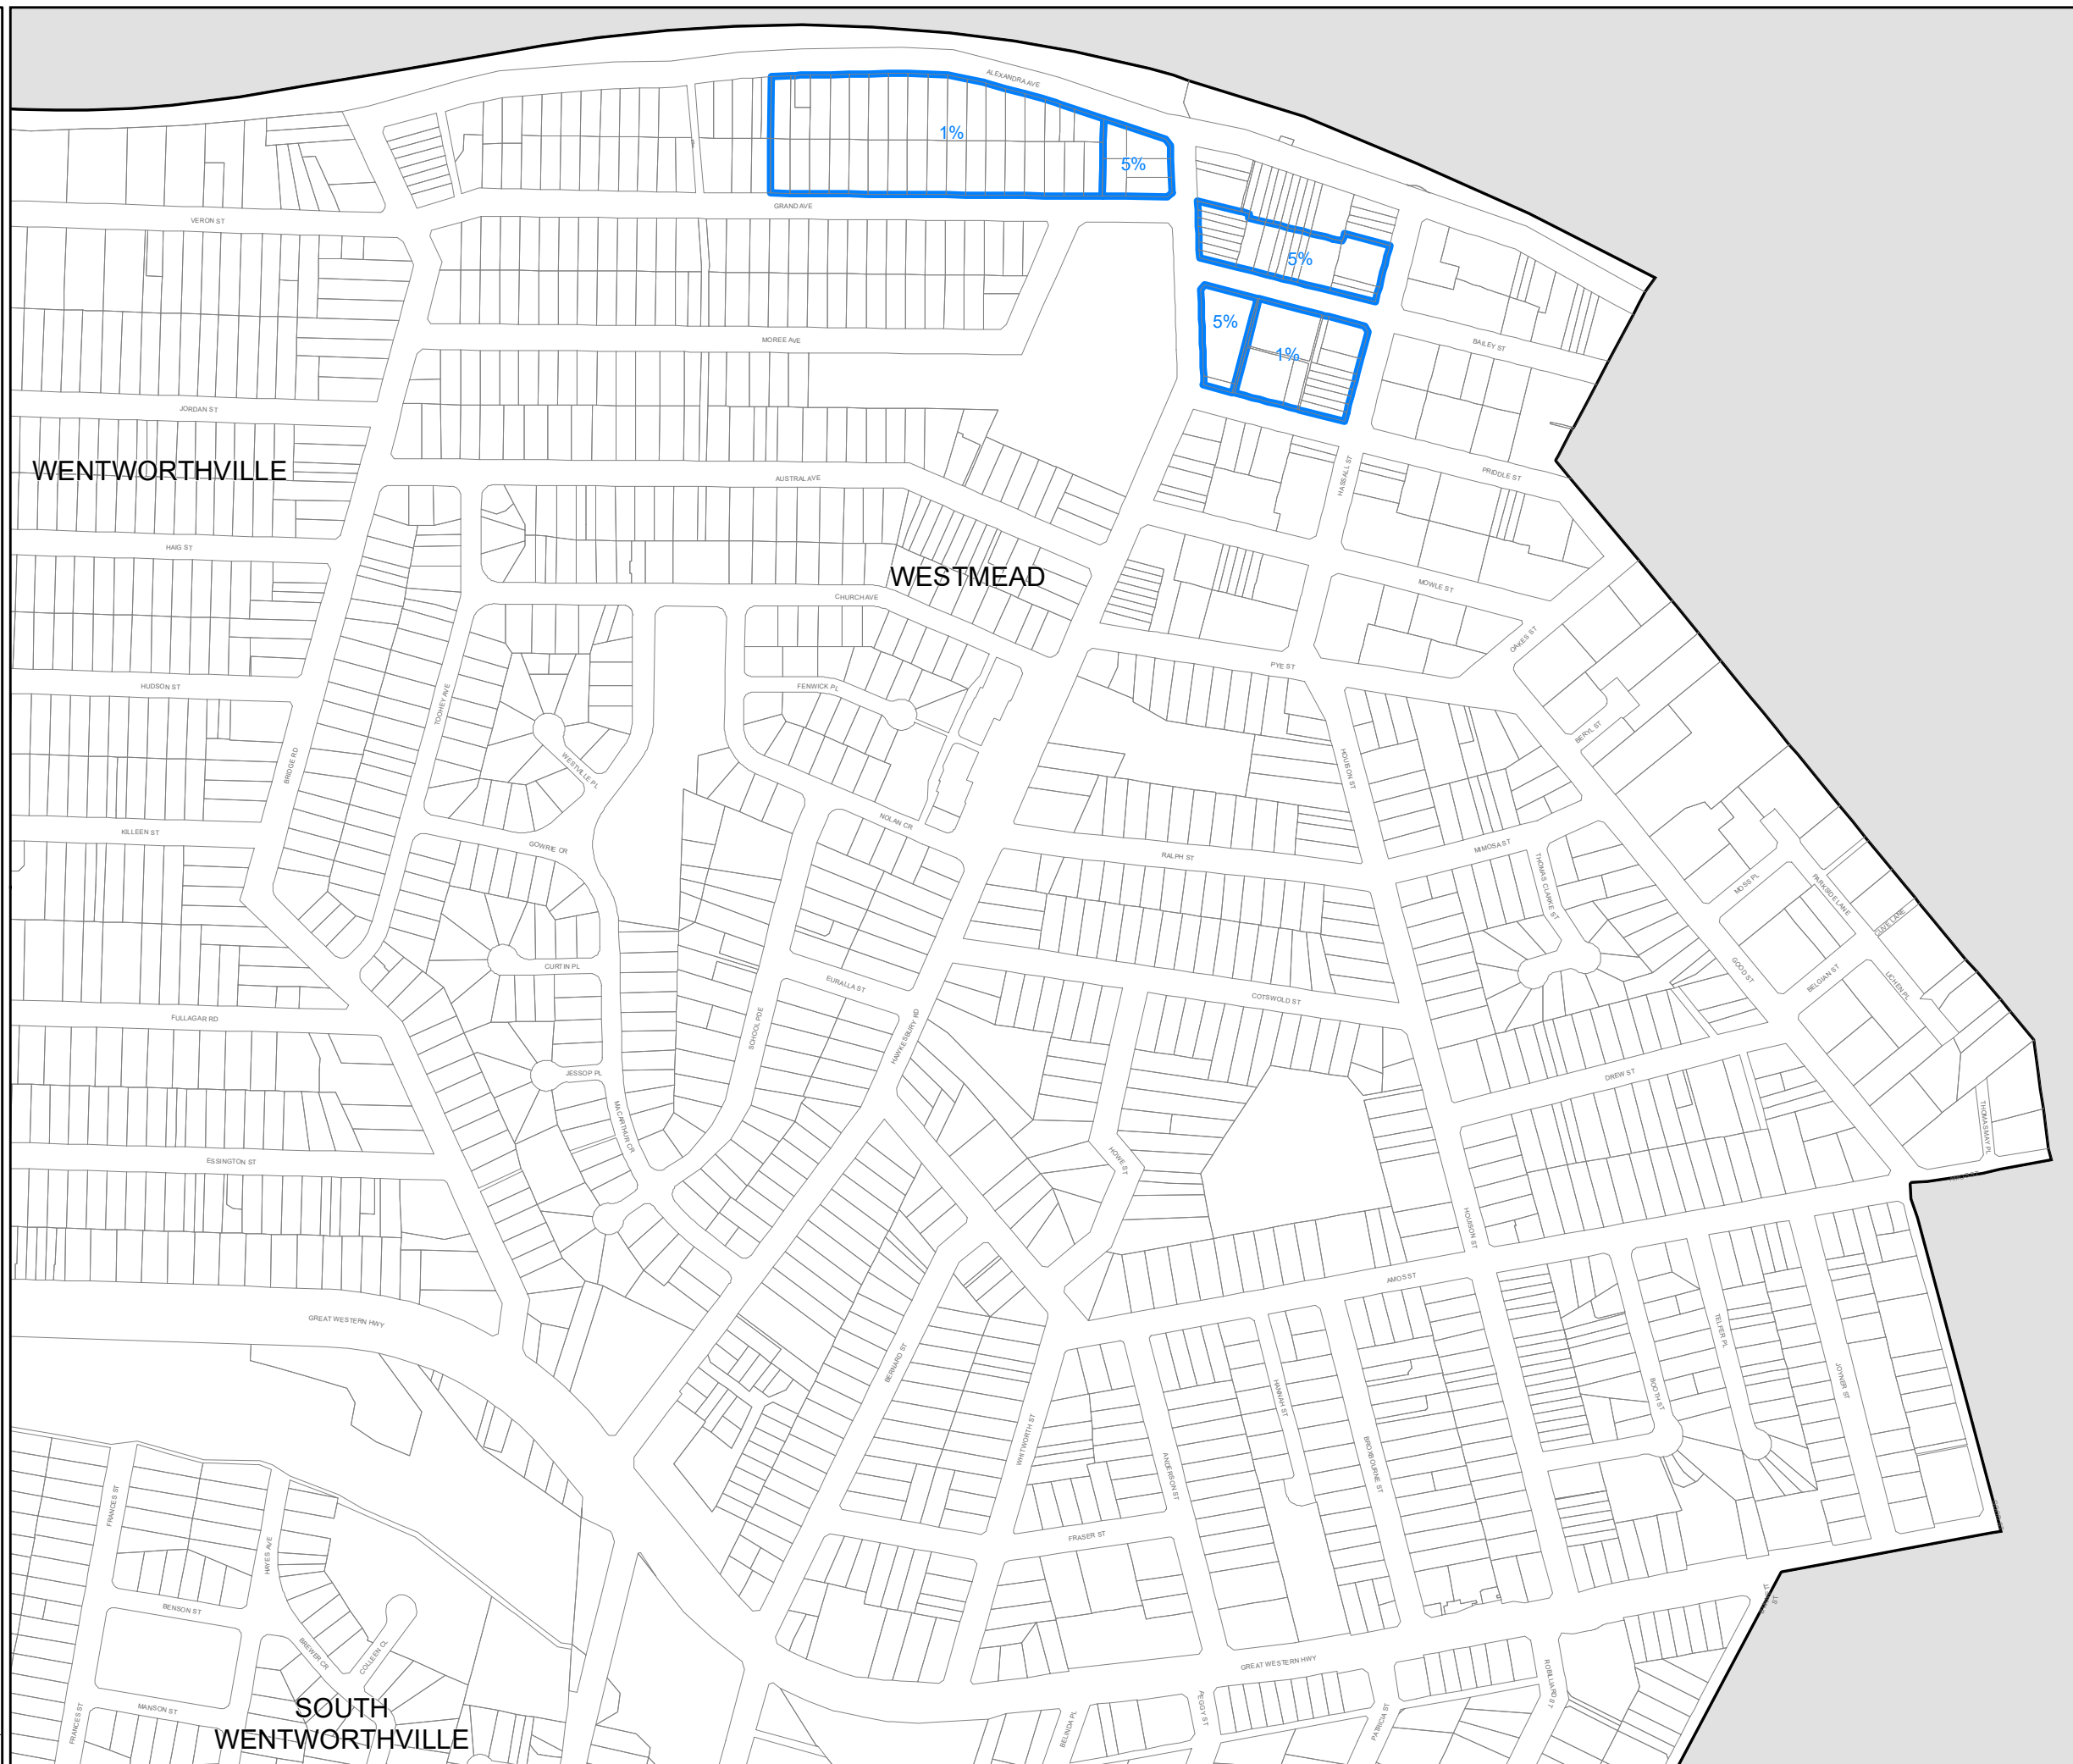 ALEXANDRA AVE
1%
5%
GRAND AVE
VERON ST
5%
5%
1%
MOREE AVE
BAILEY ST
JORDAN ST
WENTWORTHVILLE
AUSTRAL AVE
HASSALL ST
PRIDDLE ST
HAIG ST
WESTMEAD
CHURCH AVE
MOWLE ST
OAKES ST
PYE ST
HUDSON ST
FENWICK PL
TOOHEY AVE
BERYL ST
BRIDGE RD
WESTVILLE PL
HOUISON ST
NOLAN CR
KILLEEN ST
GOWRIE CR
MIMOSA ST
RALPH ST
THOMAS CLARKE ST
MOSS PL
PARKSIDE LANE
CURTIN PL
EURALLA ST
GOOD ST
BELGIAN ST
LICHEN PL
COTSWOLD ST
FULLAGAR RD
SCHOOL PDE
HAWKESBURY RD
JESSOP PL
DREW ST
MACARTHUR CR
THOMAS MAY PL
ESSINGTON ST
HOWE ST
HOUISON ST
AMOS ST
GREAT WESTERN HWY
TELFER PL
BERNARD ST
JOYNER ST
HANNAH ST
BOOTH ST
WHITWORTH ST
BROXBOURNE ST
ANDERSON ST
FRANCES ST
FRASER ST
HAYES AVE
BENSON ST
BREWER CR
COLLEEN CL
GREAT WESTERN HWY
ROBILLIARD ST
SOUTH
WENTWORTHVILLE
MANSON ST
FRANCES ST
PEGGY ST
PATRICIA ST
BELINDA PL